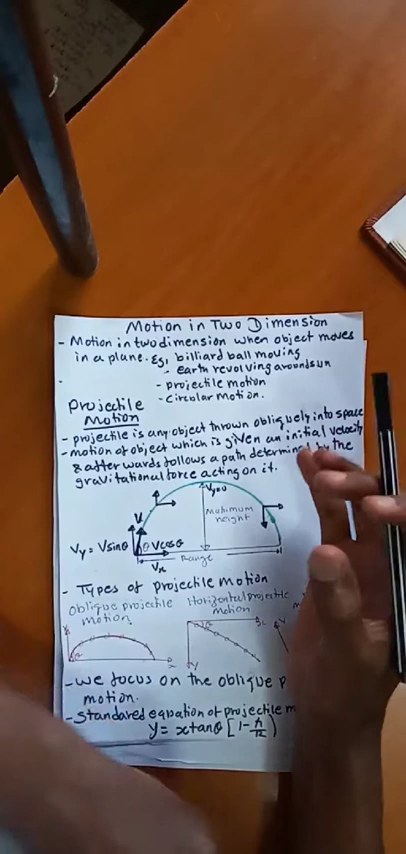 Motion in Two Dimension
- Motion in two dimension when object moves
in a plane. Eg, billiard ball moving
- earth revolving around sun
- projectile motion
- circular motion.
Projectile
Motion
- projectile is any object thrown obliquely into space
- motion of object which is given an initial velocity
& after wards follows a path determined by the
gravitational force acting on it.
Vy=0
Maximum
height
V
Vy = Vsinθ
θ Vcosθ
Vx
Range
- Types of projectile motion
Oblique projectile
motion
Horizontal projectile
motion
- we focus on the oblique P
motion.
- Standared eqpation of projectile m
y = xtanθ [1 -